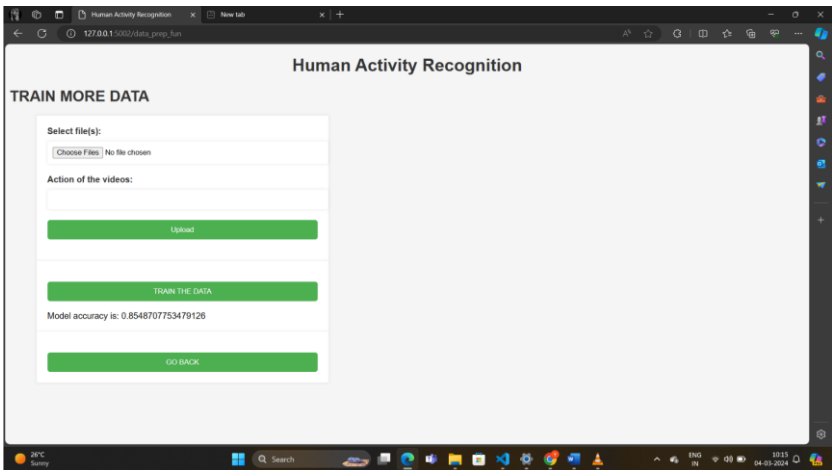 Human Activity Recognition
New tab
127.0.0.1:5002/data_prep_fun
Human Activity Recognition
TRAIN MORE DATA
Select file(s):
Choose Files No file chosen
Action of the videos:
Upload
TRAIN THE DATA
Model accuracy is: 0.8548707753479126
GO BACK
26°C
Sunny
Search
ENG
IN
10:15
04-03-2024